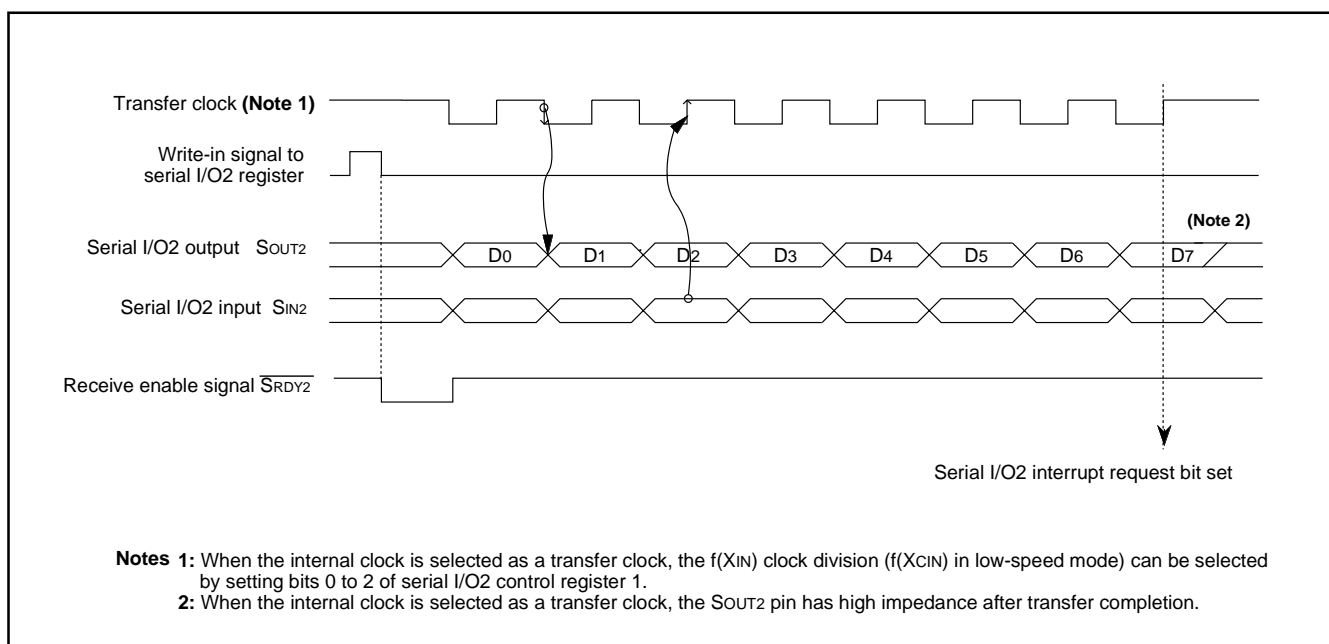 Transfer clock (Note 1)
Write-in signal to
serial I/O2 register
(Note 2)
Serial I/O2 output SOUT2
D0 D1 D2 D3 D4 D5 D6 D7
Serial I/O2 input SIN2
Receive enable signal SRDY2
Serial I/O2 interrupt request bit set
Notes 1: When the internal clock is selected as a transfer clock, the f(XIN) clock division (f(XCIN) in low-speed mode) can be selected
by setting bits 0 to 2 of serial I/O2 control register 1.
2: When the internal clock is selected as a transfer clock, the SOUT2 pin has high impedance after transfer completion.